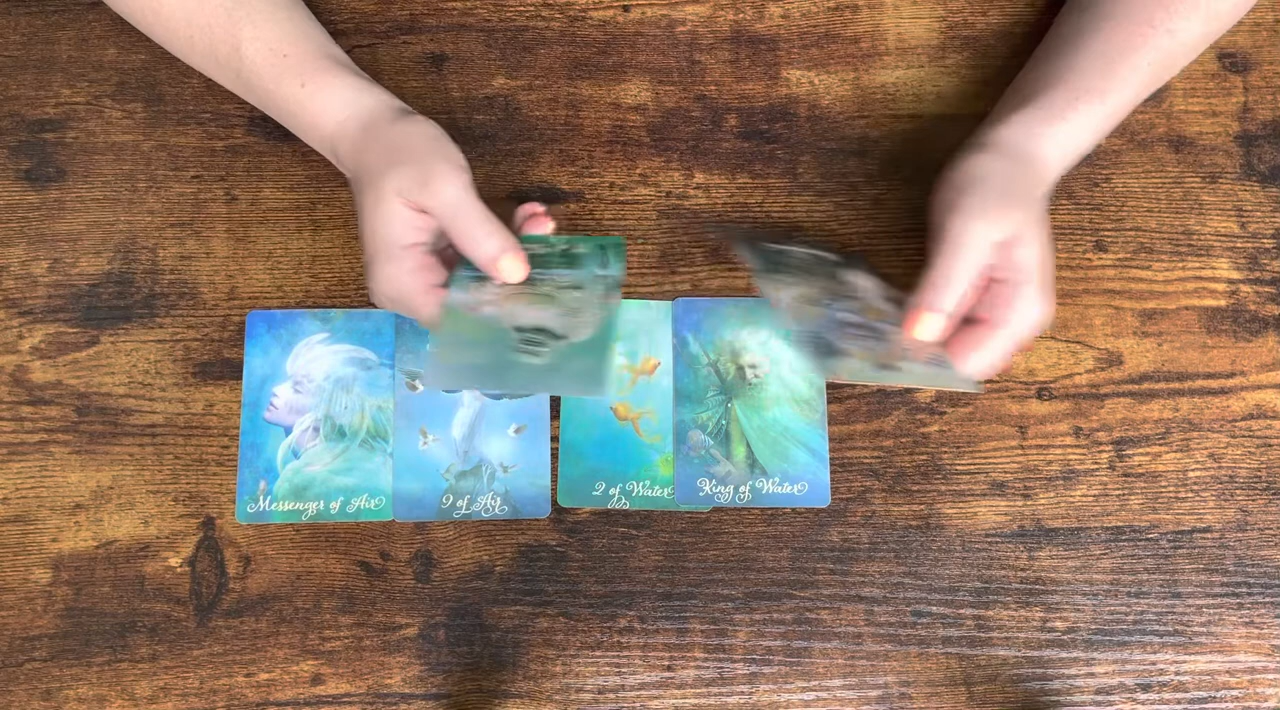 Messenger of Air
9 of Air
2 of Water
King of Water